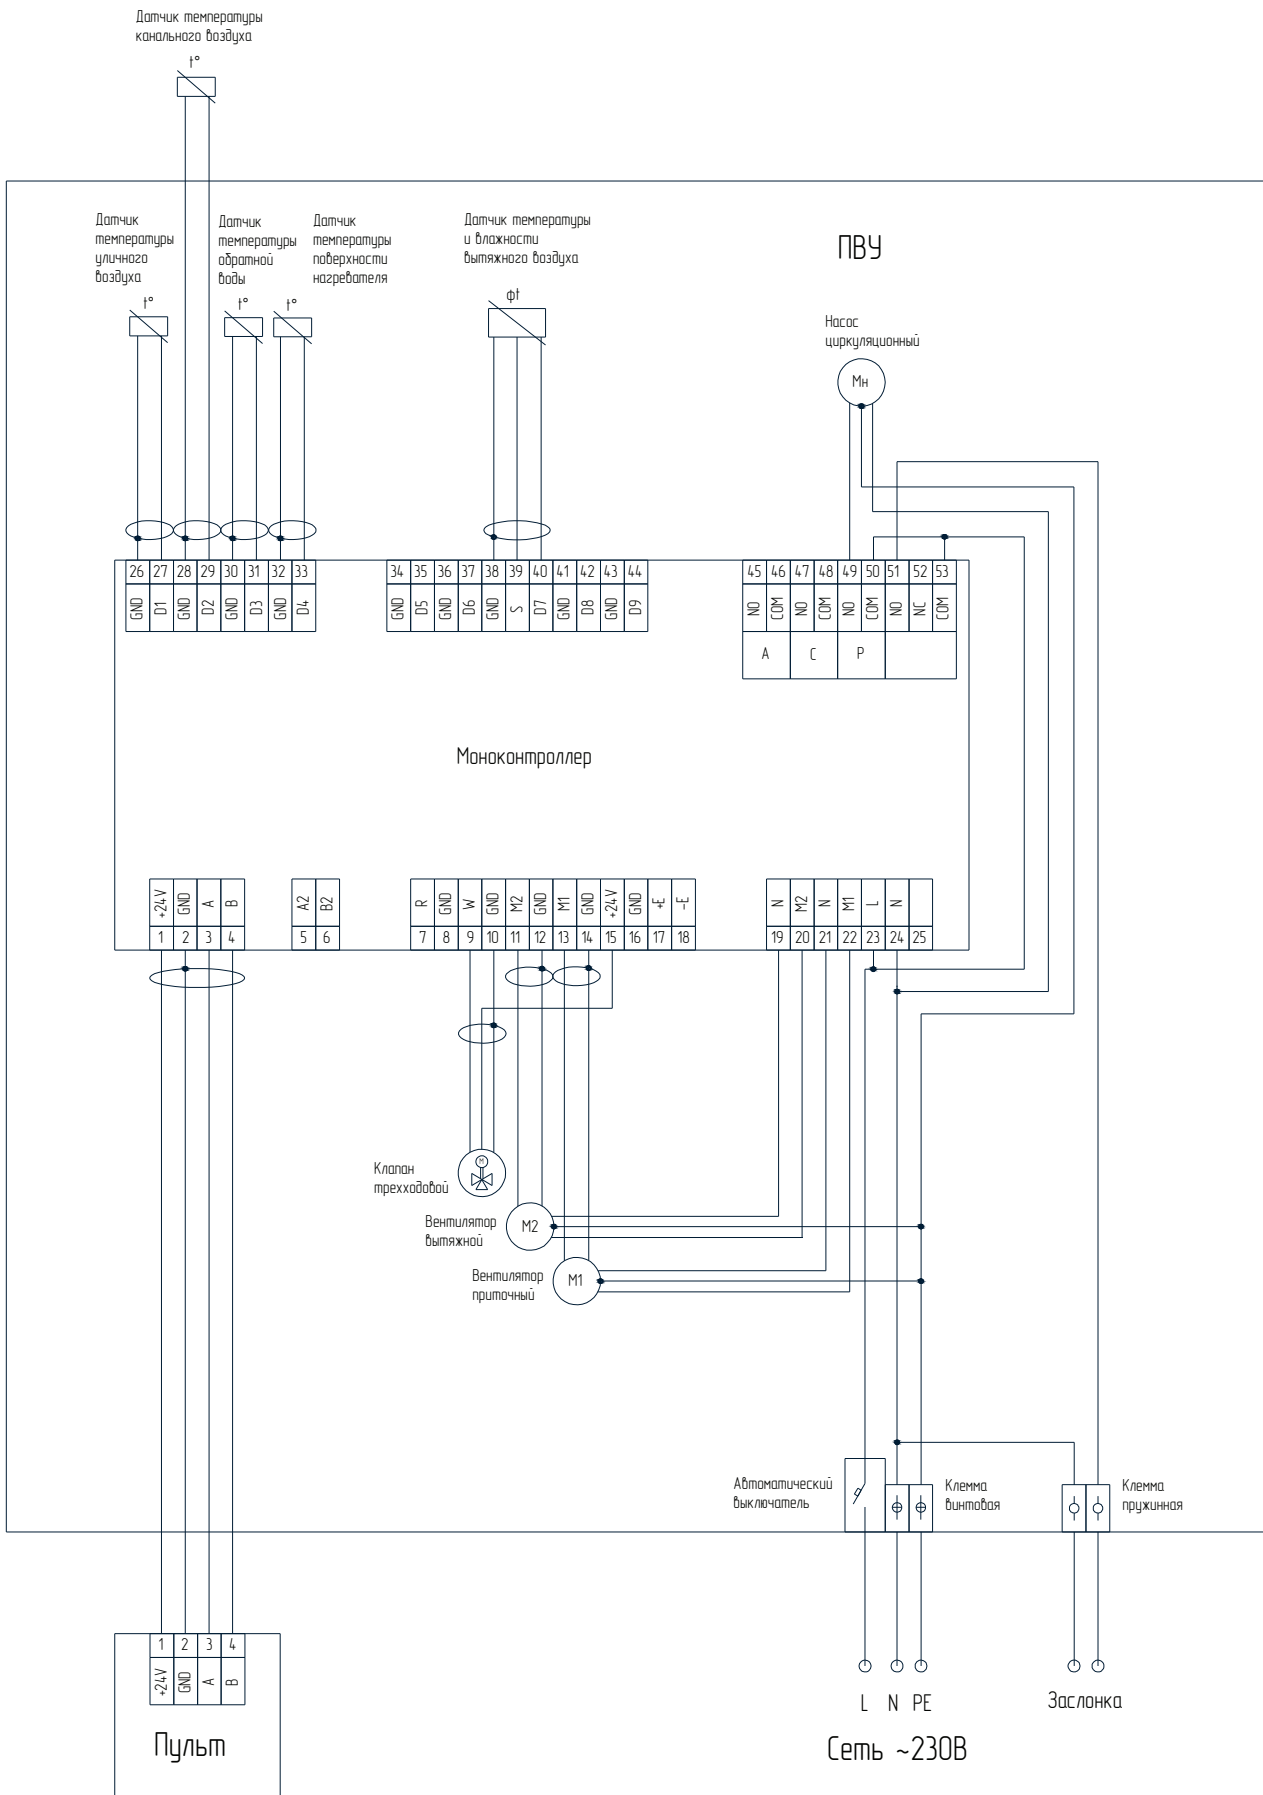 Датчик температуры
канального воздуха
t°
Датчик
температуры
уличного
воздуха
t°
Датчик
температуры
обратной
воды
t°
Датчик
температуры
поверхности
нагревателя
t°
Датчик температуры
и влажности
вытяжного воздуха
φt
ПВУ
Насос
циркуляционный
Мн
26 27 28 29 30 31 32 33
GND D1 GND D2 GND D3 GND D4
34 35 36 37 38 39 40 41 42 43 44
GND D5 GND D6 GND S D7 GND D8 GND D9
45 46 47 48 49 50 51 52 53
NO COM NO COM NO COM NO NC COM
A C P
Моноконтроллер
+24V GND A B
1 2 3 4
A2 B2
5 6
R GND W GND M2 GND M1 GND +24V GND +E -E
7 8 9 10 11 12 13 14 15 16 17 18
N M2 N M1 L N
19 20 21 22 23 24 25
M
Клапан
трехходовой
Вентилятор
вытяжной
M2
Вентилятор
приточный
M1
Автоматический
выключатель
Клемма
винтовая
Клемма
пружинная
1 2 3 4
+24V GND A B
Пульт
L N PE
Сеть ~230В
Заслонка